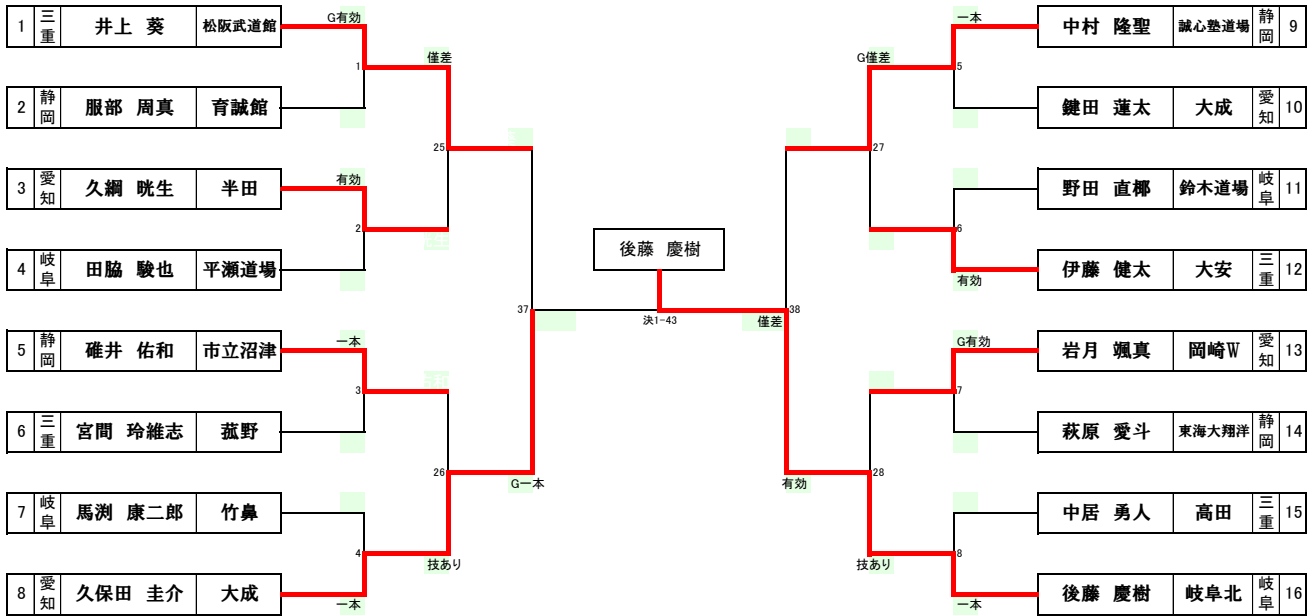 1 三重 井上 葵 松阪武道館
G有効
1
僅差
2 静岡 服部 周真 育誠館
25
3 愛知 久綱 晄生 半田
有効
2
4 岐阜 田脇 駿也 平瀬道場
37
5 静岡 碓井 佑和 市立沼津
一本
3
6 三重 宮間 玲維志 菰野
26
G一本
7 岐阜 馬渕 康二郎 竹鼻
4
技あり
8 愛知 久保田 圭介 大成
一本
後藤 慶樹
決1-43
僅差
38
一本
中村 隆聖 誠心塾道場 静岡 9
G僅差
5
鍵田 蓮太 大成 愛知 10
27
野田 直梛 鈴木道場 岐阜 11
6
伊藤 健太 大安 三重 12
有効
G有効
岩月 颯真 岡崎W 愛知 13
7
萩原 愛斗 東海大翔洋 静岡 14
28
有効
中居 勇人 高田 三重 15
8
技あり
後藤 慶樹 岐阜北 岐阜 16
一本